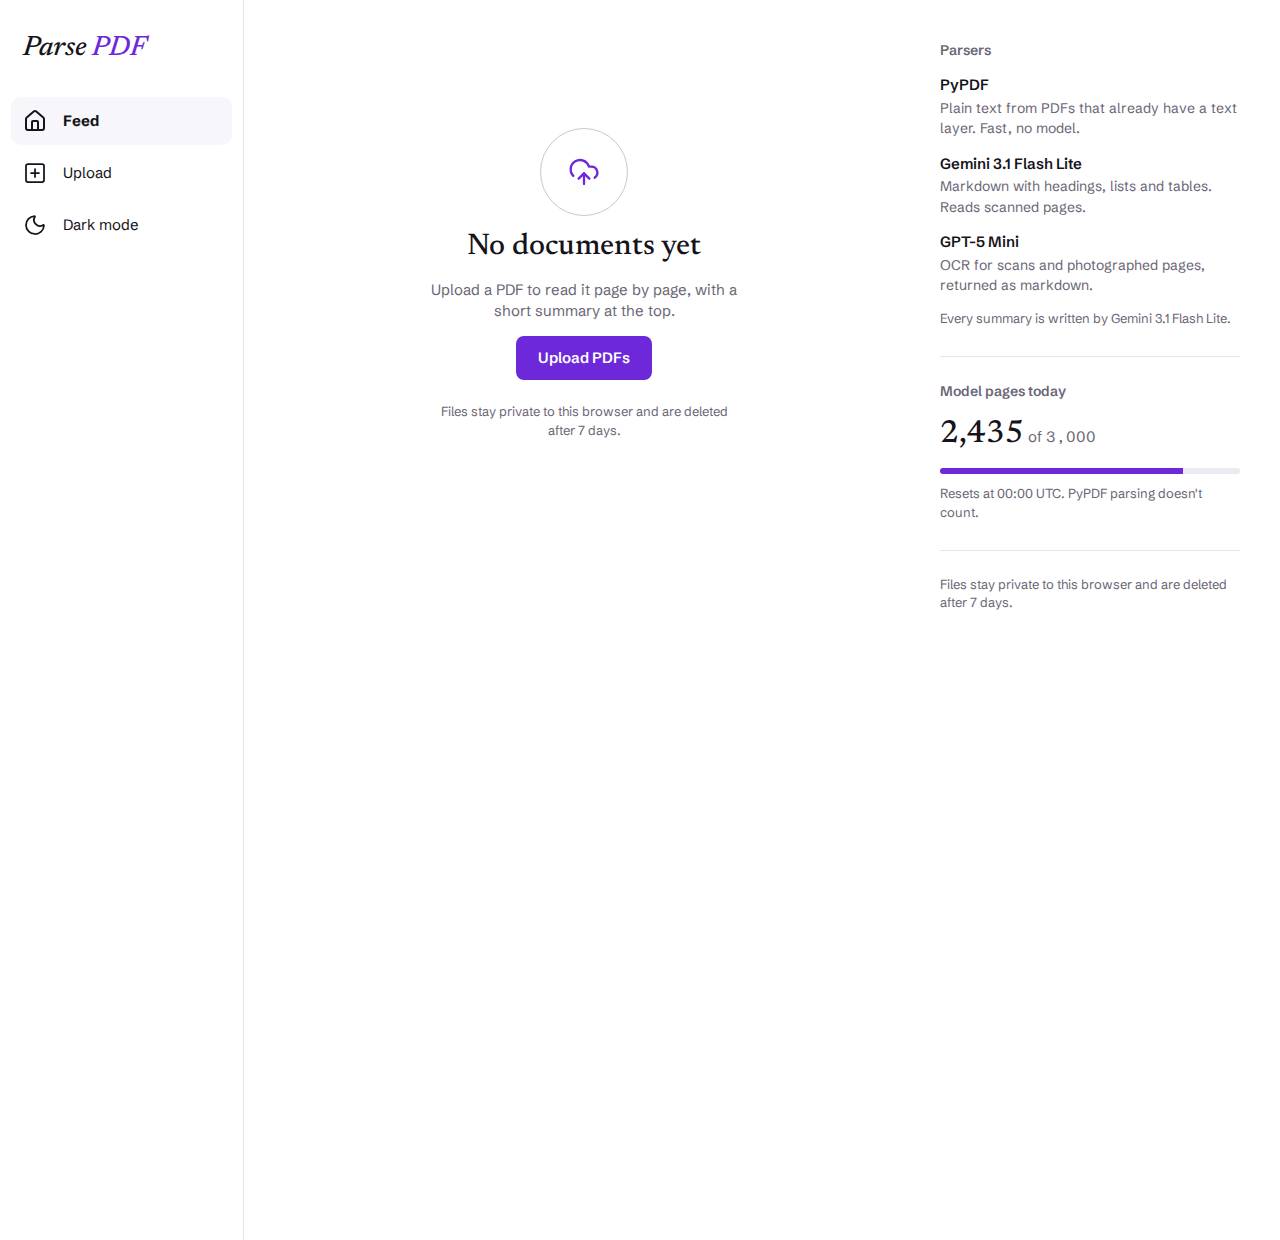 Parse PDF
Feed
Upload
Dark mode
No documents yet
Upload a PDF to read it page by page, with a
short summary at the top.
Upload PDFs
Files stay private to this browser and are deleted
after 7 days.
Parsers
PyPDF
Plain text from PDFs that already have a text
layer. Fast, no model.
Gemini 3.1 Flash Lite
Markdown with headings, lists and tables.
Reads scanned pages.
GPT-5 Mini
OCR for scans and photographed pages,
returned as markdown.
Every summary is written by Gemini 3.1 Flash Lite.
Model pages today
2,435 of 3,000
Resets at 00:00 UTC. PyPDF parsing doesn't
count.
Files stay private to this browser and are deleted
after 7 days.